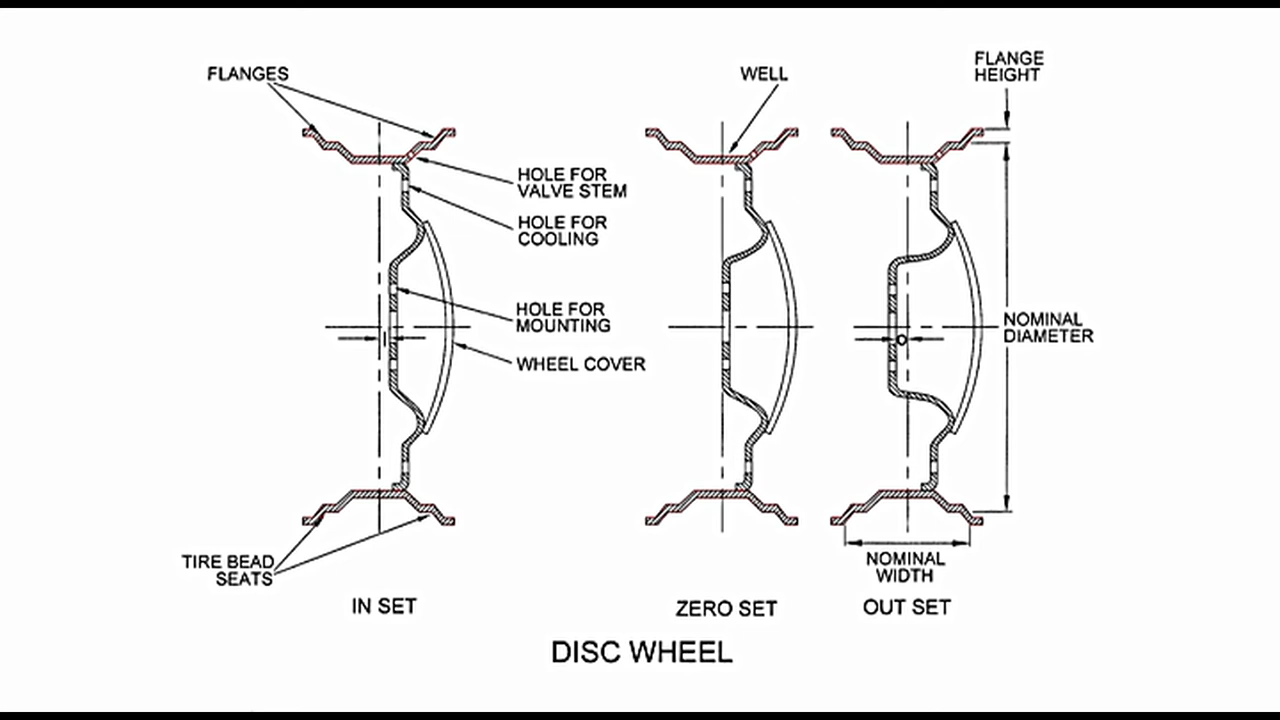 FLANGES
WELL
FLANGE
HEIGHT
HOLE FOR
VALVE STEM
HOLE FOR
COOLING
HOLE FOR
MOUNTING
WHEEL COVER
I
O
NOMINAL
DIAMETER
TIRE BEAD
SEATS
NOMINAL
WIDTH
IN SET
ZERO SET
OUT SET
DISC WHEEL